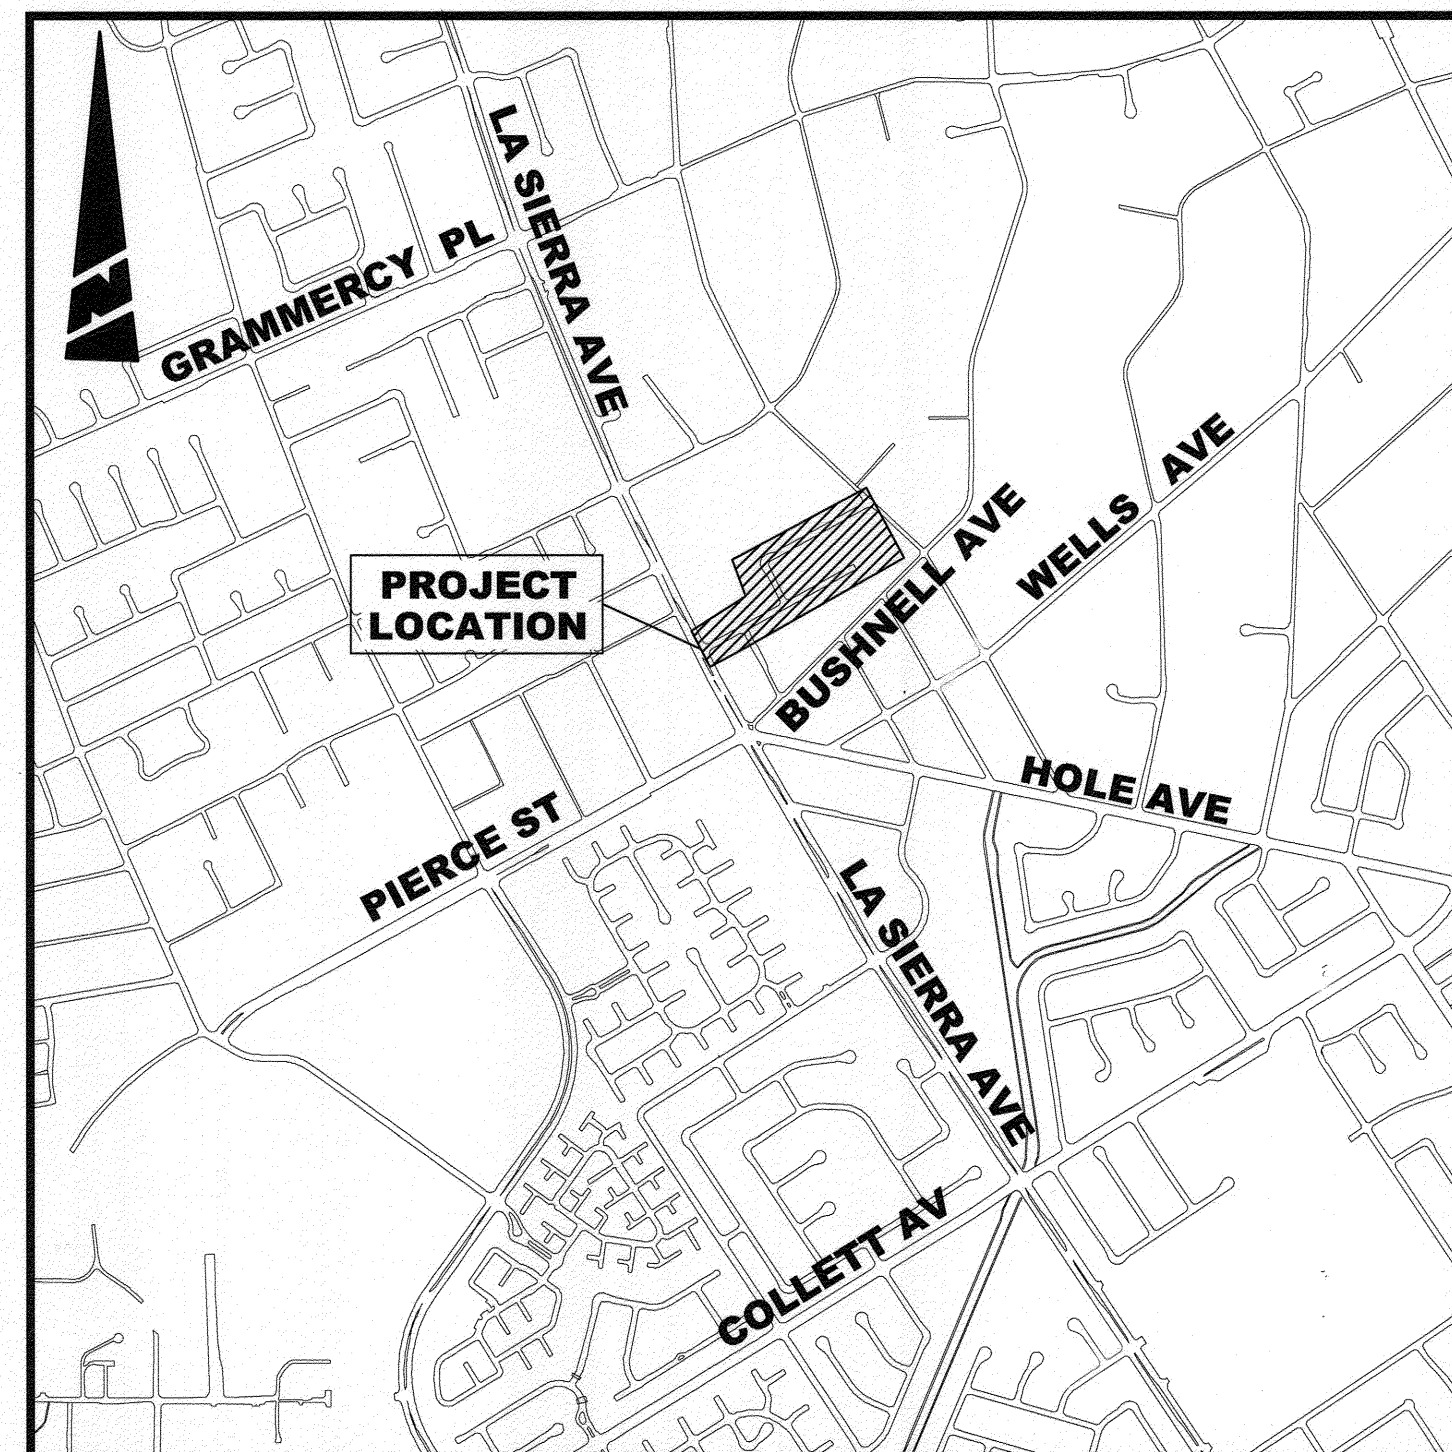 LA SIERRA AVE
GRAMMERCY PL
N
BUSHNELL AVE
WELLS AVE
PROJECT
LOCATION
HOLE AVE
PIERCE ST
LA SIERRA AVE
COLLETT AV